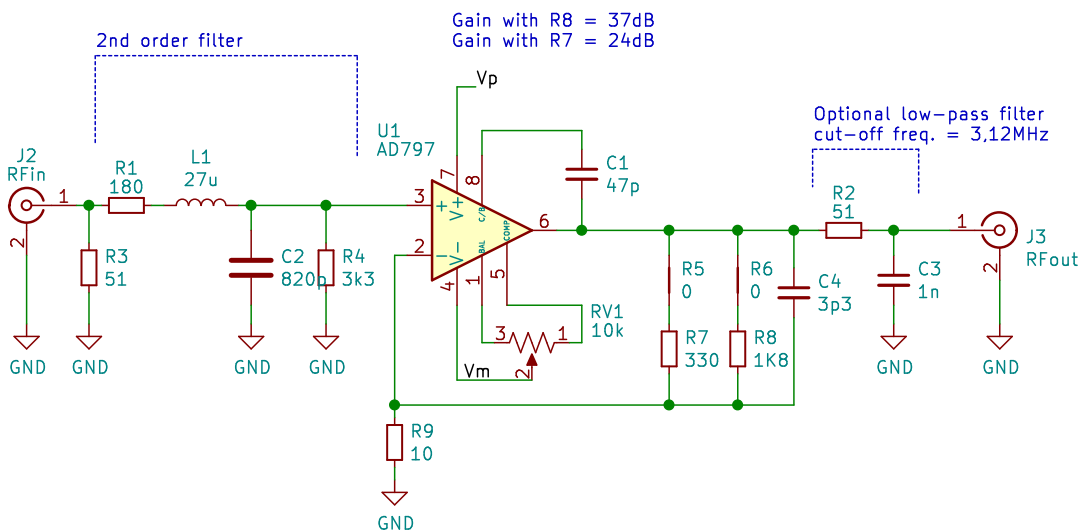 Gain with R8 = 37dB
Gain with R7 = 24dB
2nd order filter
Vp
Optional low-pass filter
cut-off freq. = 3,12MHz
U1
AD797
J2
RFin
1
2
R1
180
L1
27u
R3
51
C2
820p
R4
3k3
3
2
7
8
6
4
1
5
+
V+
C/B
COMP
-
V-
BAL
C1
47p
RV1
10k
3
1
2
Vm
R5
0
R6
0
R7
330
R8
1K8
C4
3p3
R2
51
C3
1n
1
2
J3
RFout
R9
10
GND
GND
GND
GND
GND
GND
GND